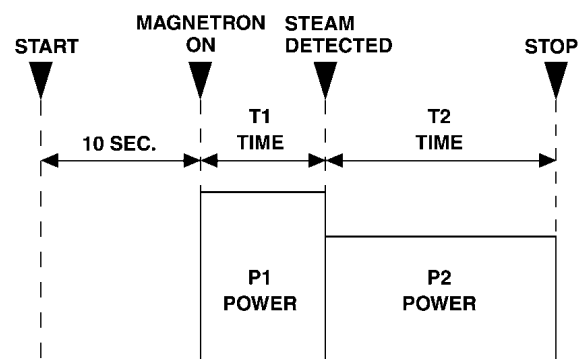 START
MAGNETRON
ON
STEAM
DETECTED
STOP
10 SEC.
T1
TIME
T2
TIME
P1
POWER
P2
POWER